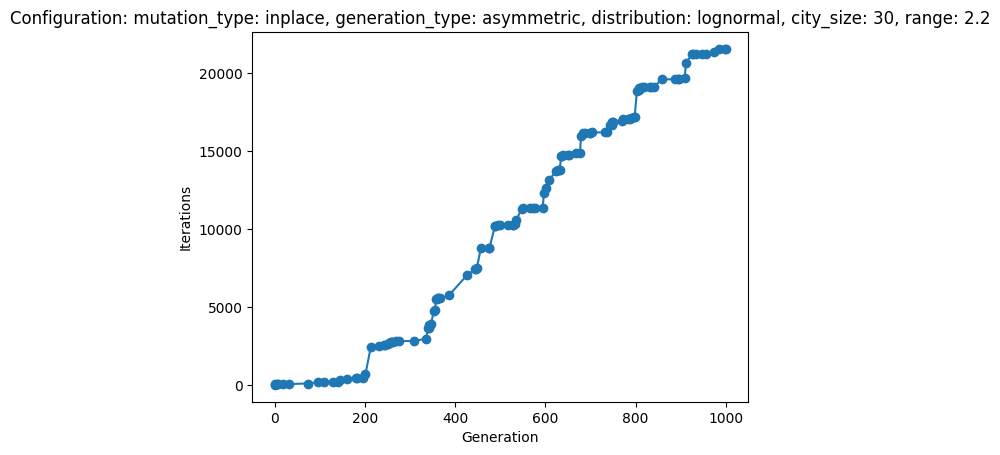 Configuration: mutation_type: inplace, generation_type: asymmetric, distribution: lognormal, city_size: 30, range: 2.2
20000
15000
Iterations
10000
5000
0
0 200 400 600 800 1000
Generation